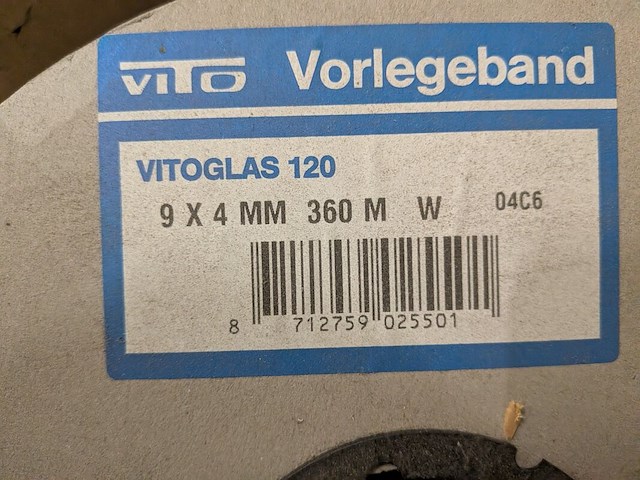 VITO Vorlegeband
VITOGLAS 120
9 X 4 MM 360 M W 04C6
8 712759 025501